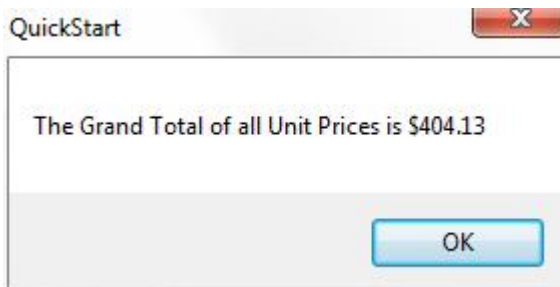 QuickStart
The Grand Total of all Unit Prices is $404.13
OK